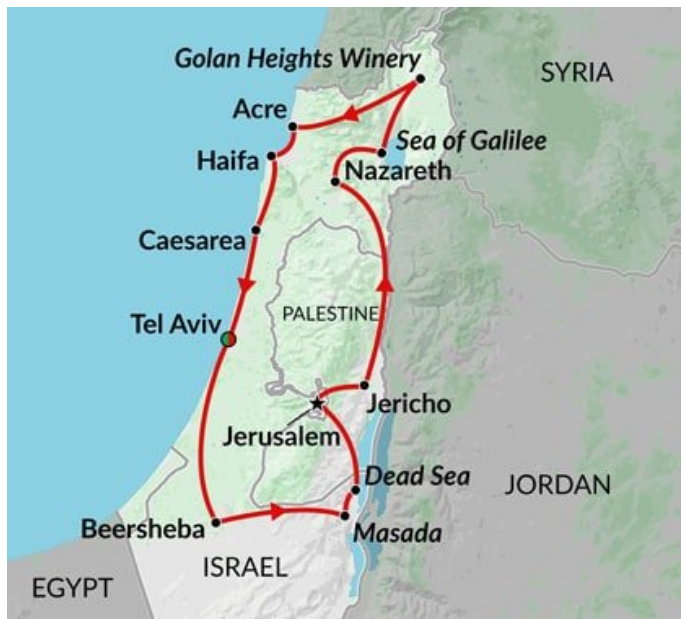 Golan Heights Winery
SYRIA
Acre
Sea of Galilee
Haifa
Nazareth
Caesarea
PALESTINE
Tel Aviv
Jericho
Jerusalem
Dead Sea
JORDAN
Beersheba
Masada
ISRAEL
EGYPT